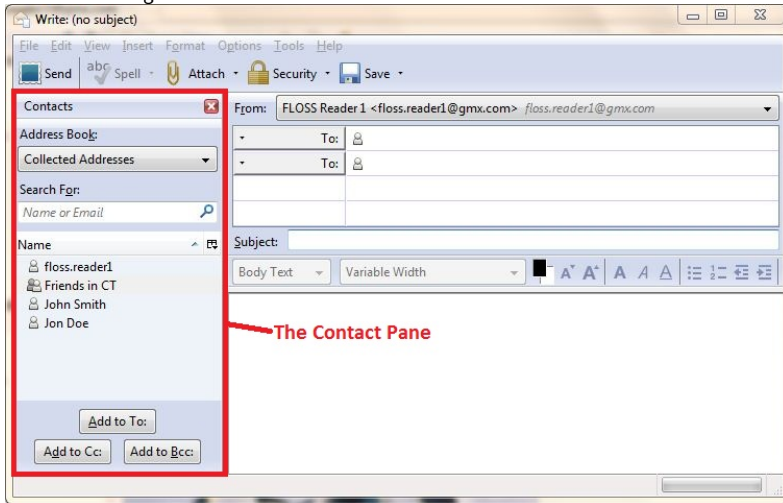 Write: (no subject)
File Edit View Insert Format Options Tools Help
Send abc Spell Attach Security Save
Contacts
From: FLOSS Reader 1 <floss.reader1@gmx.com> floss.reader1@gmx.com
Address Book:
To:
Collected Addresses
To:
Search For:
Name or Email
Name
Subject:
floss.reader1
Body Text Variable Width
Friends in CT
John Smith
Jon Doe
The Contact Pane
Add to To:
Add to Cc: Add to Bcc: